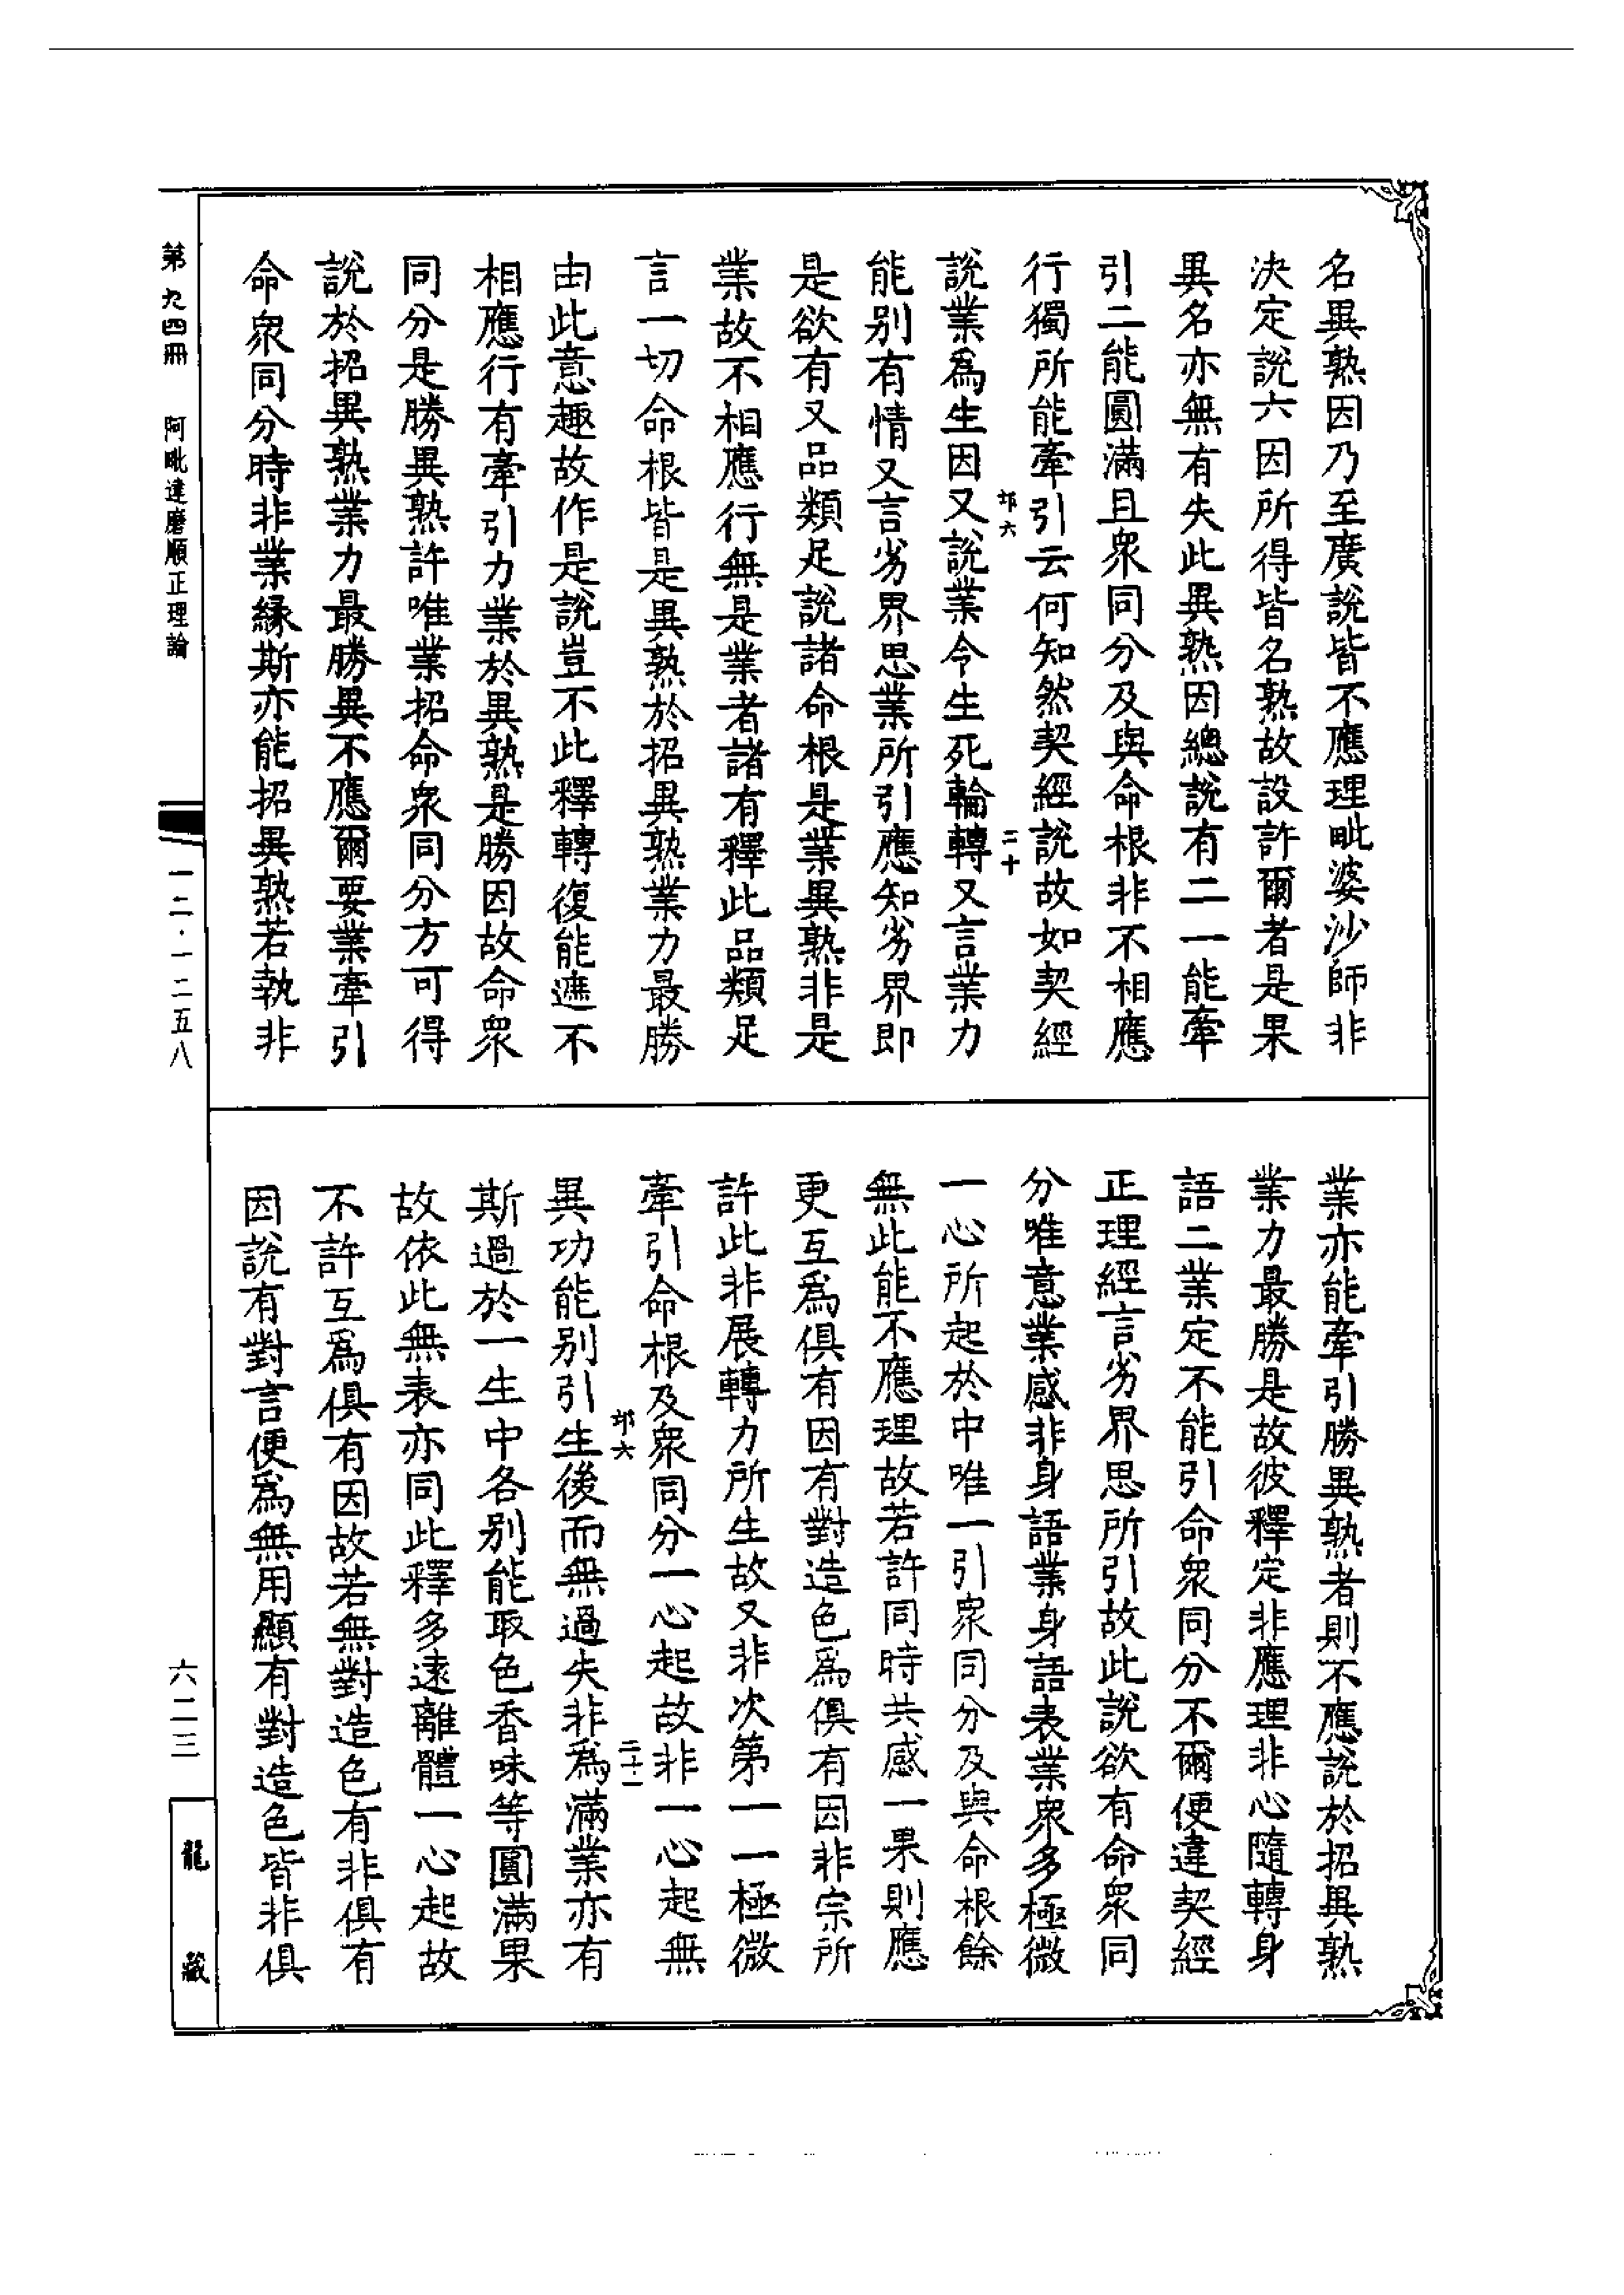 名異熟因乃至廣說皆不應理毗婆沙師非
決定說六因所得皆名熟故設許爾者是果
異名亦無有失此異熟因總說有二一能牽
引二能圓滿且衆同分及與命根非不相應
行獨所能牽引云何知然契經說故如契經
邶六
二十
說業爲生因又說業令生死輪轉又言業力
能別有情又言劣界思業所引應知劣界即
是欲有又品類足說諸命根是業異熟非是
業故不相應行無是業者諸有釋此品類足
言一切命根皆是異熟於招異熟業力最勝
由此意趣故作是說豈不此釋轉復能遮不
相應行有牽引力業於異熟是勝因故命衆
同分是勝異熟許唯業招命衆同分方可得
說於招異熟業力最勝異不應爾要業牽引
命衆同分時非業緣斯亦能招異熟若執非
業亦能牽引勝異熟者則不應說於招異熟
業力最勝是故彼釋定非應理非心隨轉身
語二業定不能引命衆同分不爾便違契經
正理經言劣界思所引故此說欲有命衆同
分唯意業感非身語業身語表業衆多極微
一心所起於中唯一引衆同分及與命根餘
無此能不應理故若許同時共感一果則應
更互爲俱有因有對造色爲俱有因非宗所
許此非展轉力所生故又非次第一一極微
牽引命根及衆同分一心起故非一心起無
邶六
二十一
異功能別引生後而無過失非爲滿業亦有
斯過於一生中各別能取色香味等圓滿果
故依此無表亦同此釋多遠離體一心起故
不許互爲俱有因故若無對造色有非俱有
因說有對言便爲無用顯有對造色皆非俱
第九四冊　阿毗達磨順正理論
一二·一二五八
六二三
龍藏